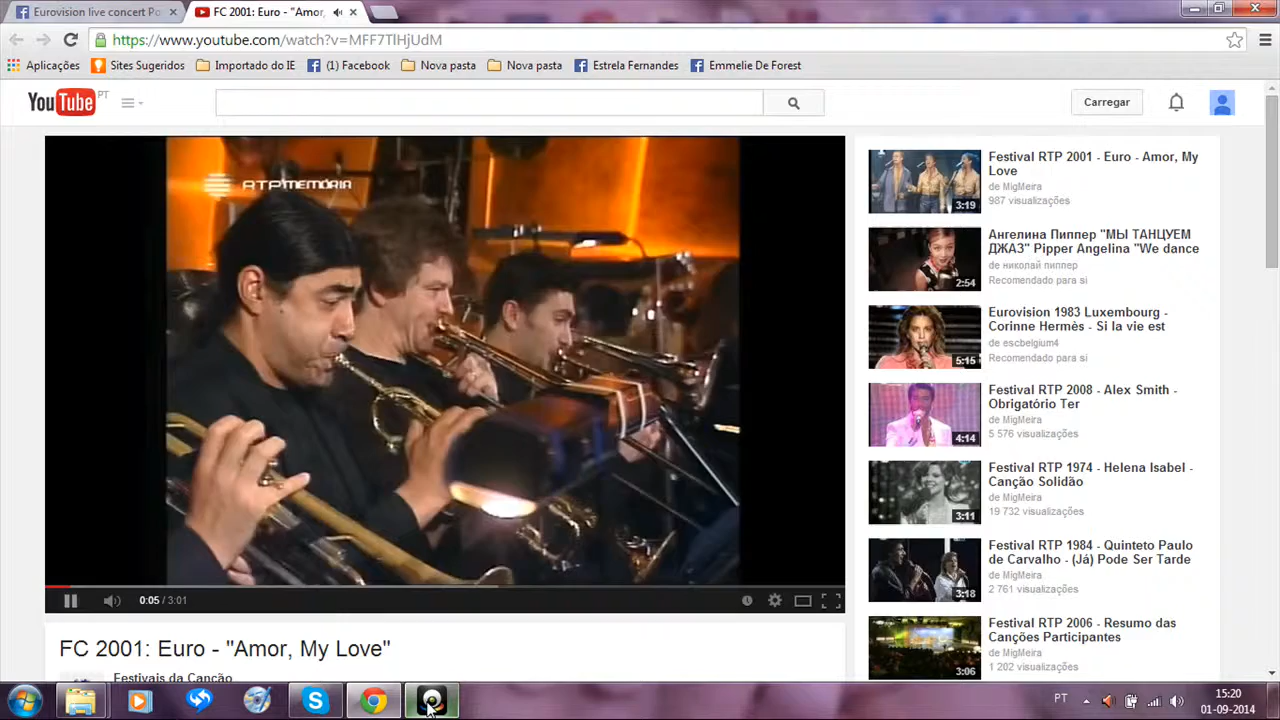 Eurovision live concert Po
FC 2001: Euro - "Amor,
https://www.youtube.com/watch?v=MFF7TlHjUdM
Aplicações
Sites Sugeridos
Importado do IE
(1) Facebook
Nova pasta
Nova pasta
Estrela Fernandes
Emmelie De Forest
YouTube PT
Carregar
RTP MEMÓRIA
0:05 / 3:01
FC 2001: Euro - "Amor, My Love"
Festivais da Canção
Festival RTP 2001 - Euro - Amor, My
Love
de MigMeira
987 visualizações
3:19
Ангелина Пиппер "МЫ ТАНЦУЕМ
ДЖАЗ" Pipper Angelina "We dance
de николай пиппер
Recomendado para si
2:54
Eurovision 1983 Luxembourg -
Corinne Hermès - Si la vie est
de escbelgium4
Recomendado para si
5:15
Festival RTP 2008 - Alex Smith -
Obrigatório Ter
de MigMeira
5 576 visualizações
4:14
Festival RTP 1974 - Helena Isabel -
Canção Solidão
de MigMeira
19 732 visualizações
3:11
Festival RTP 1984 - Quinteto Paulo
de Carvalho - (Já) Pode Ser Tarde
de MigMeira
2 761 visualizações
3:18
Festival RTP 2006 - Resumo das
Canções Participantes
de MigMeira
1 202 visualizações
3:06
PT
15:20
01-09-2014